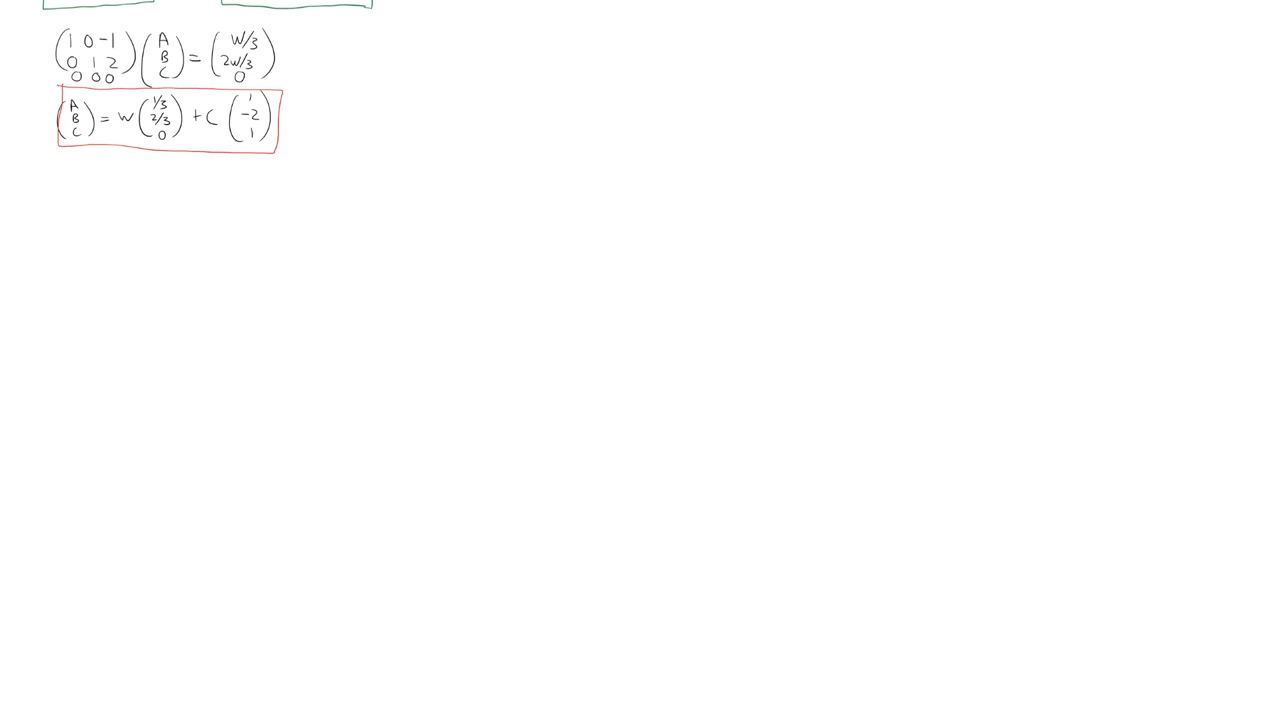 (1 0 -1) (A) = (W/3)
(0 1 2) (B) (2W/3)
(0 0 0) (C) (0)
(A) = W (1/3) + C (1)
(B) (2/3) (-2)
(C) (0) (1)